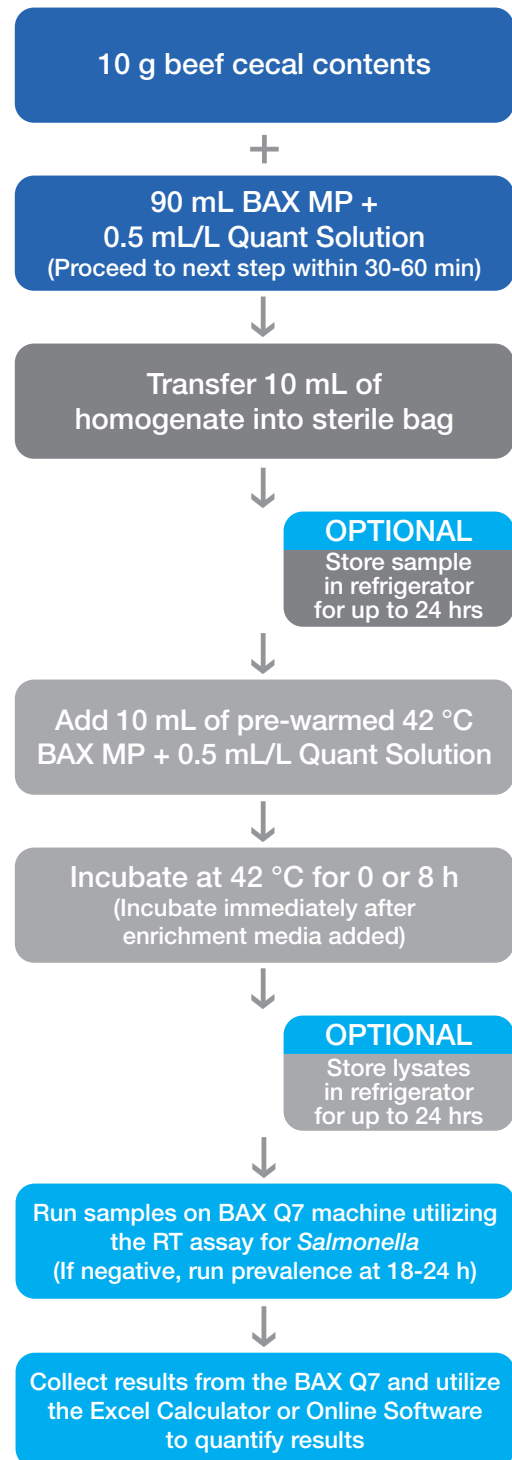 10 g beef cecal contents
+
90 mL BAX MP +
0.5 mL/L Quant Solution
(Proceed to next step within 30-60 min)
Transfer 10 mL of
homogenate into sterile bag
OPTIONAL
Store sample
in refrigerator
for up to 24 hrs
Add 10 mL of pre-warmed 42 °C
BAX MP + 0.5 mL/L Quant Solution
Incubate at 42 °C for 0 or 8 h
(Incubate immediately after
enrichment media added)
OPTIONAL
Store lysates
in refrigerator
for up to 24 hrs
Run samples on BAX Q7 machine utilizing
the RT assay for Salmonella
(If negative, run prevalence at 18-24 h)
Collect results from the BAX Q7 and utilize
the Excel Calculator or Online Software
to quantify results